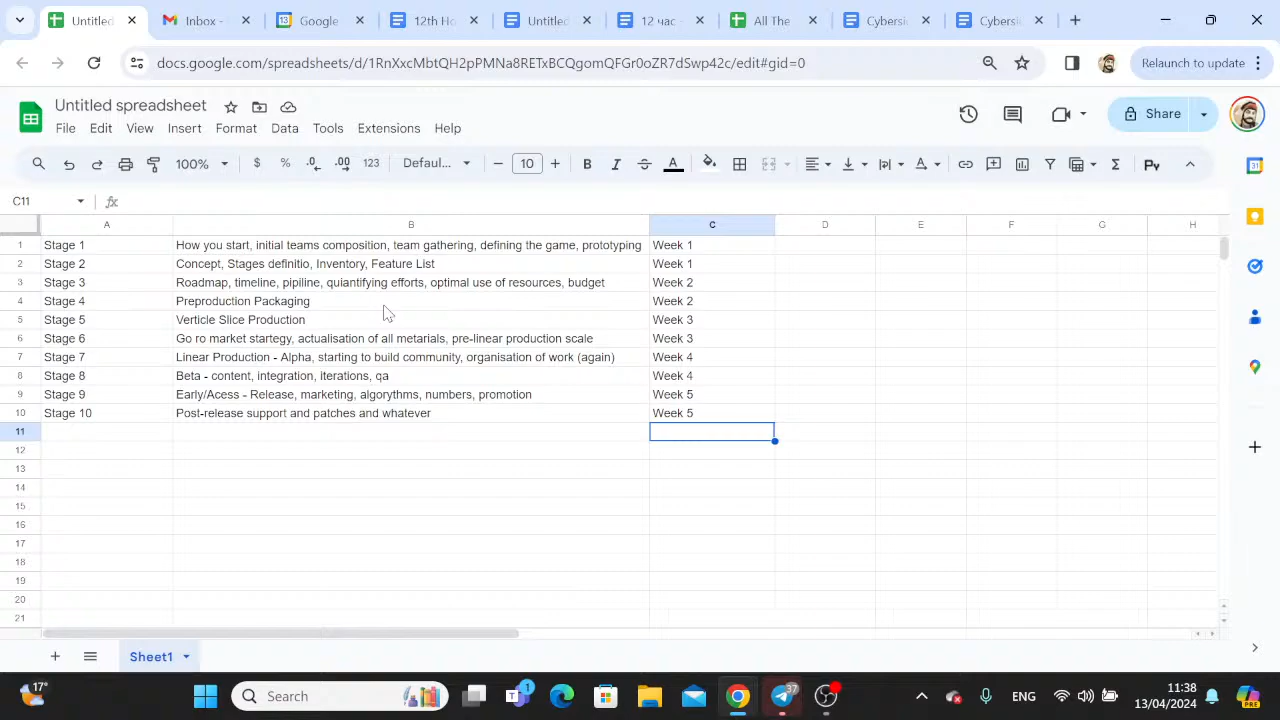 Untitled
Inbox -
Google
12th Ho
Untitled
12 час -
All The
Cybersi
Cybersi
docs.google.com/spreadsheets/d/1RnXxcMbtQH2pPMNa8RETxBCQgomQFGr0oZR7dSwp42c/edit#gid=0
Relaunch to update
Untitled spreadsheet
File Edit View Insert Format Data Tools Extensions Help
Share
100% $ % .0 .00 123 Defaul... 10 B I A Σ Py
C11 fx
A B C D E F G H
1 Stage 1 How you start, initial teams composition, team gathering, defining the game, prototyping Week 1
2 Stage 2 Concept, Stages definitio, Inventory, Feature List Week 1
3 Stage 3 Roadmap, timeline, pipiline, quiantifying efforts, optimal use of resources, budget Week 2
4 Stage 4 Preproduction Packaging Week 2
5 Stage 5 Verticle Slice Production Week 3
6 Stage 6 Go ro market startegy, actualisation of all metarials, pre-linear production scale Week 3
7 Stage 7 Linear Production - Alpha, starting to build community, organisation of work (again) Week 4
8 Stage 8 Beta - content, integration, iterations, qa Week 4
9 Stage 9 Early/Acess - Release, marketing, algorythms, numbers, promotion Week 5
10 Stage 10 Post-release support and patches and whatever Week 5
11
12
13
14
15
16
17
18
19
20
21
Sheet1
17°
Search
1
37
ENG
11:38
13/04/2024
PRE